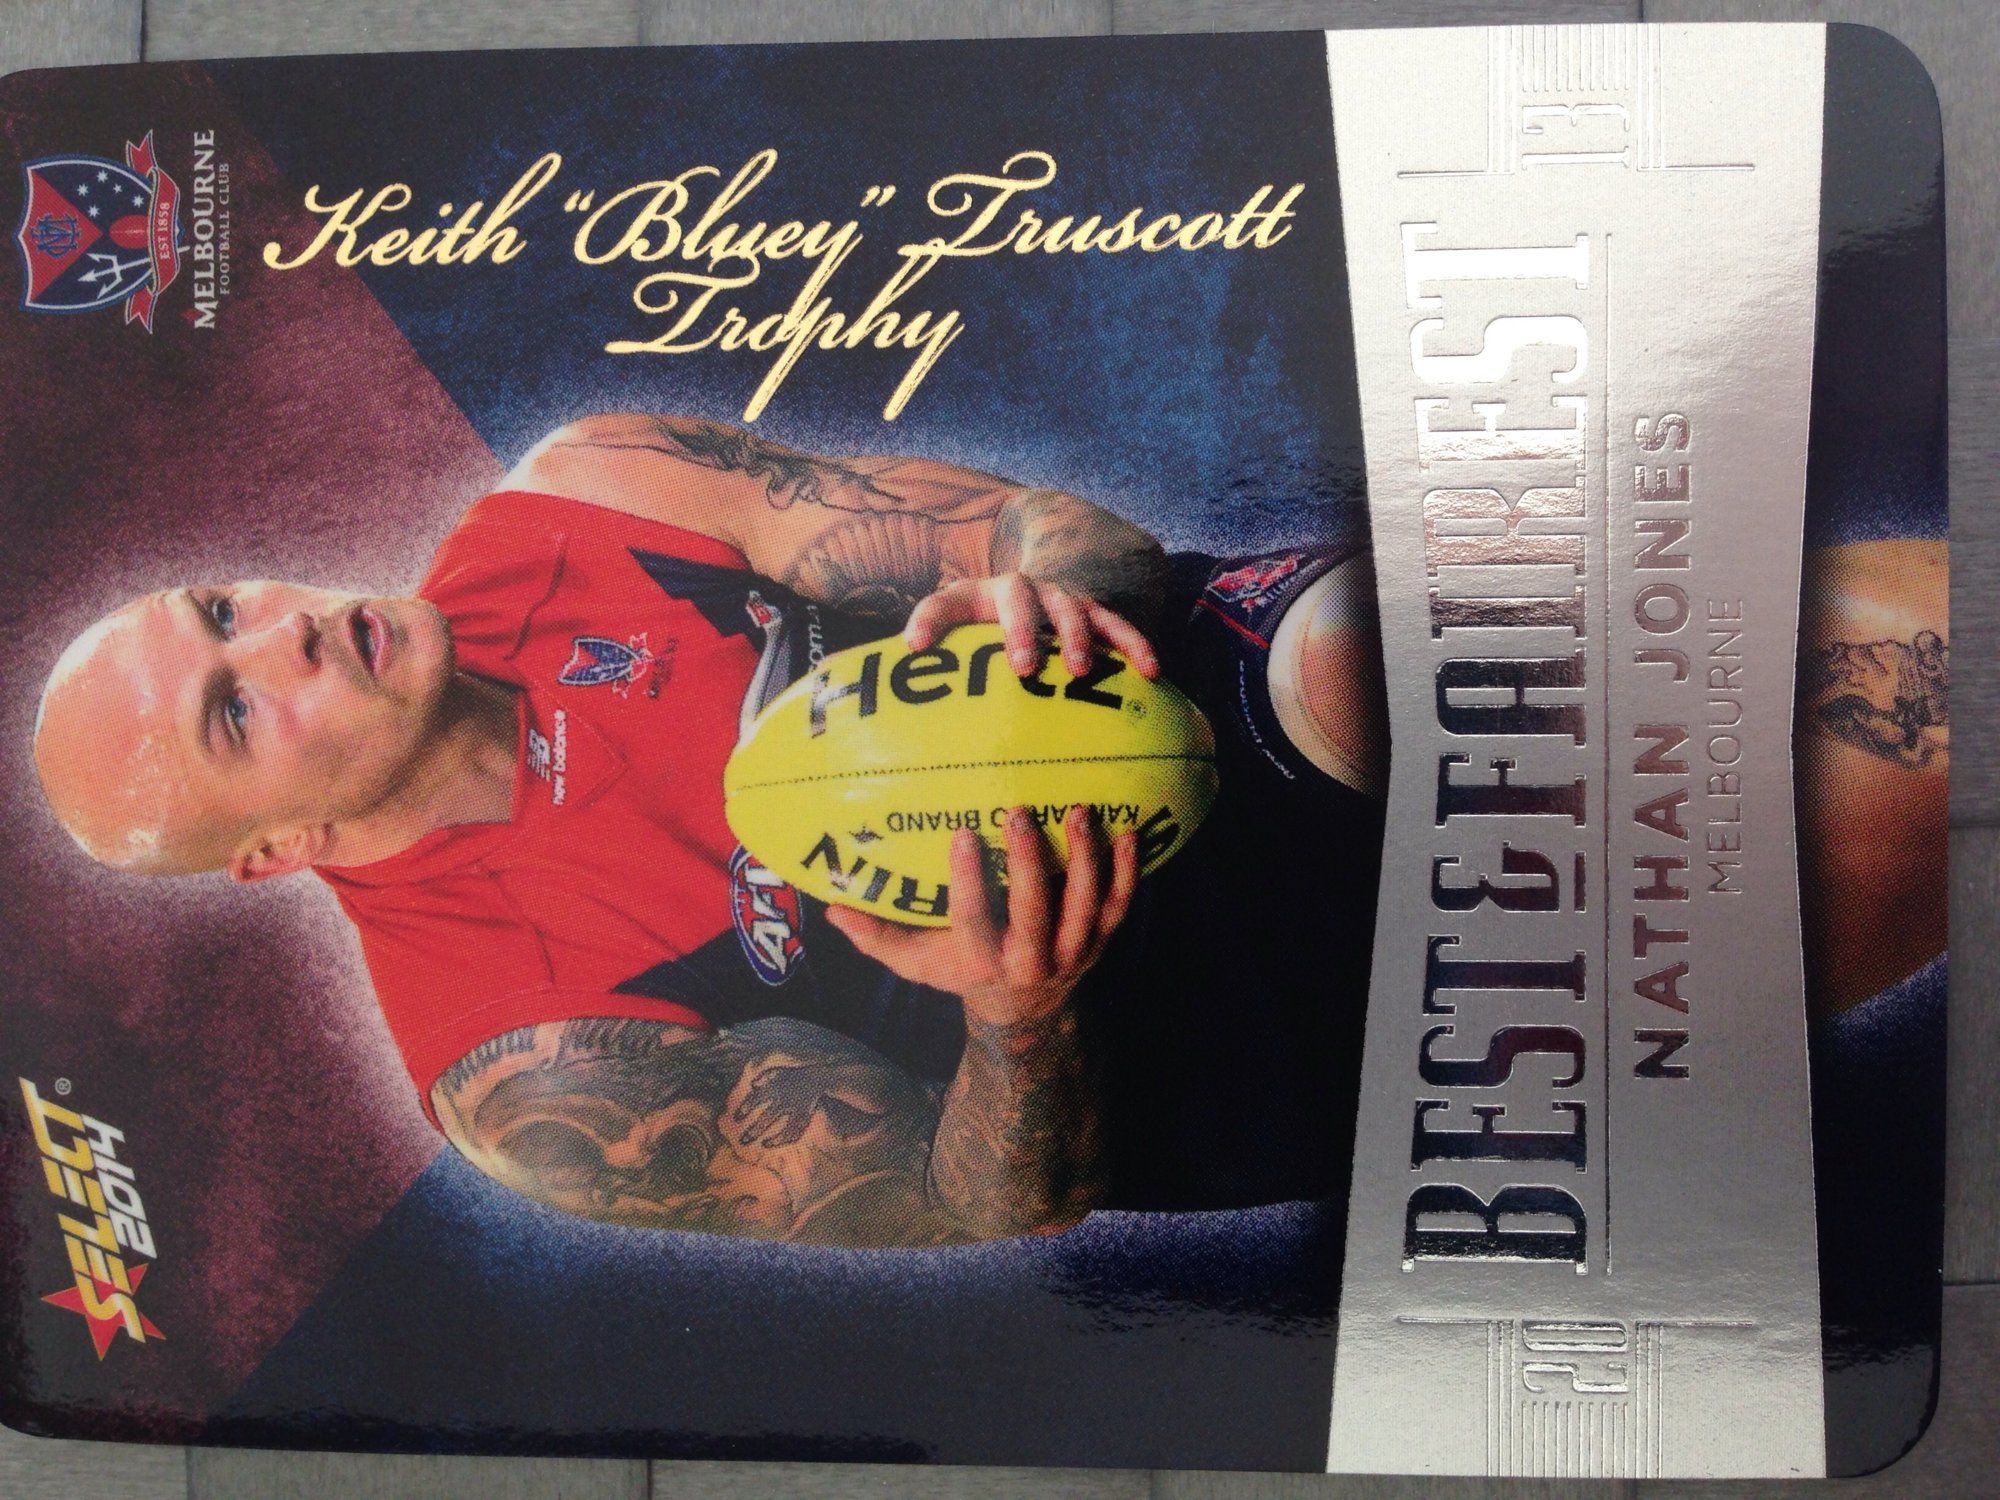 SELECT®
2014
MC
EST 1858
MELBOURNE
FOOTBALL CLUB
Keith "Bluey" Truscott
Trophy
new balance
AFL
Hertz
KANGAROO BRAND
20 BEST & FAIREST 13
NATHAN JONES
MELBOURNE